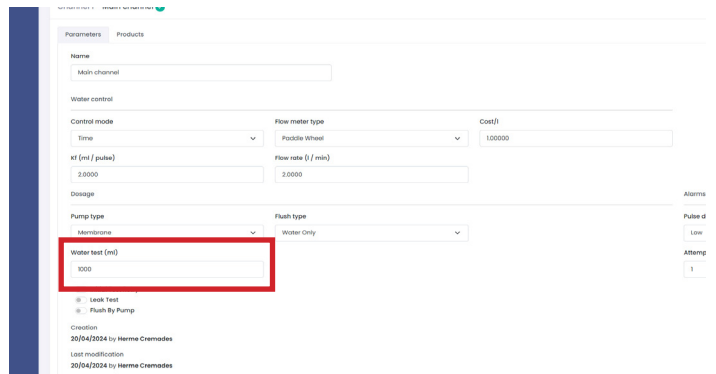 Main channel
Parameters Products
Name
Main channel
Water control
Control mode Flow meter type Cost/l
Time Paddle Wheel 1.00000
Kf (ml / pulse) Flow rate (l / min)
2.0000 2.0000
Dosage Alarms
Pump type Flush type Pulse d
Membrane Water Only Low
Water test (ml) Attemp
1000 1
Leak Test
Flush By Pump
Creation
20/04/2024 by Herme Cremades
Last modification
20/04/2024 by Herme Cremades